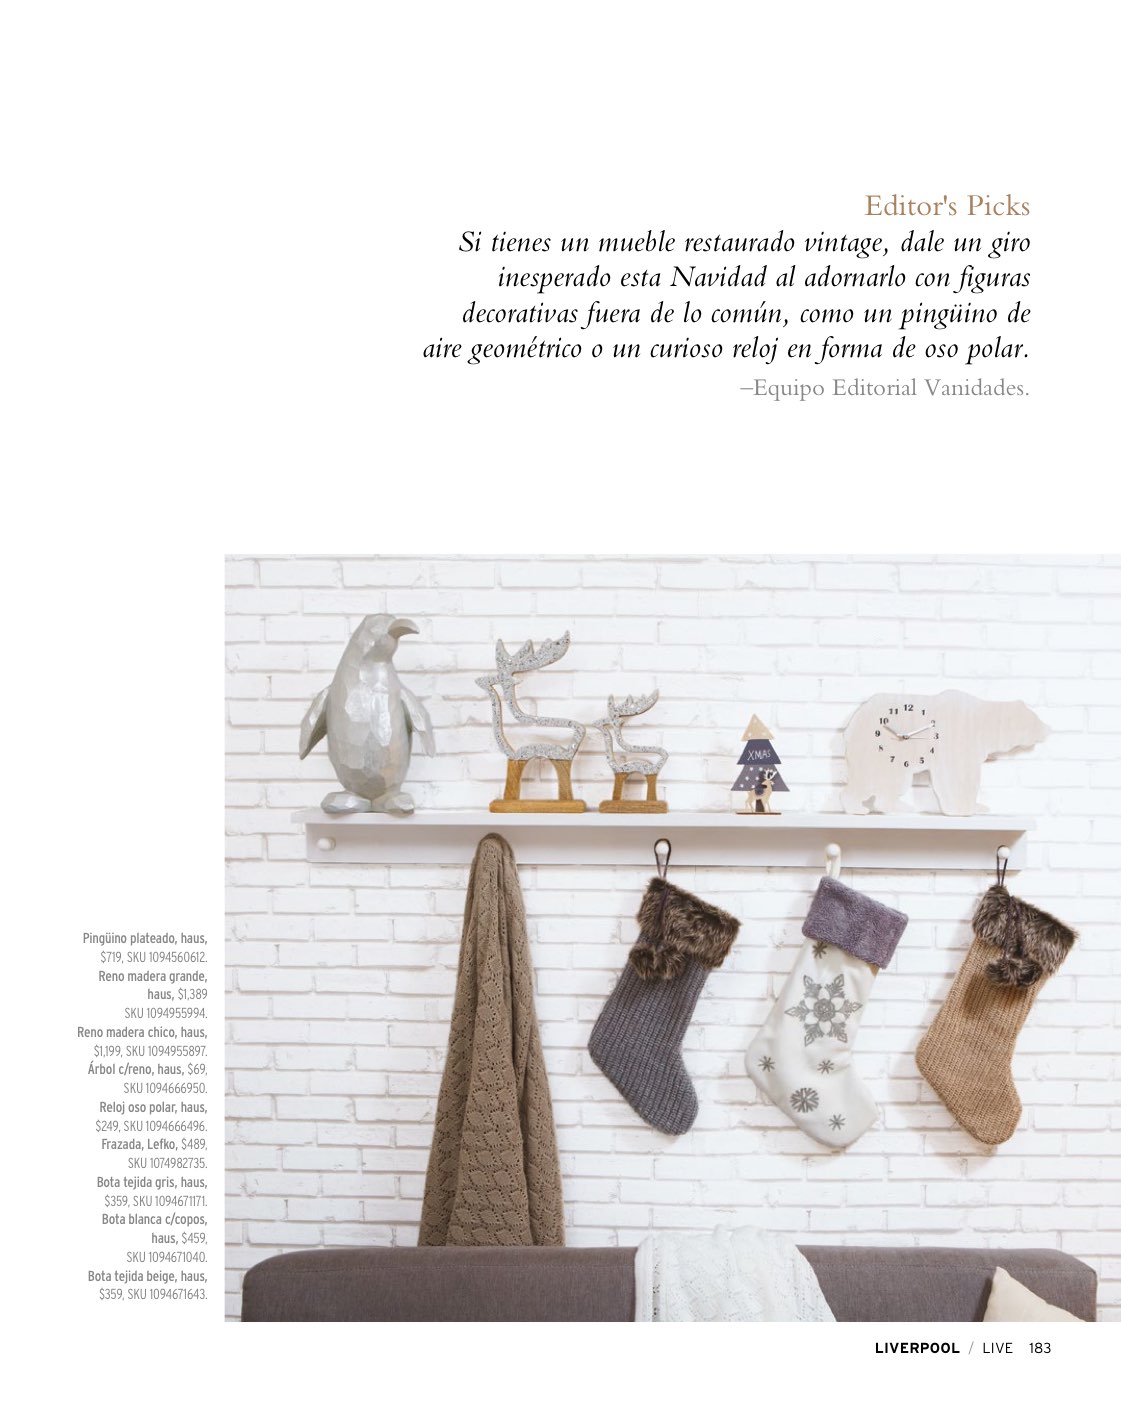 Editor's Picks
Si tienes un mueble restaurado vintage, dale un giro
inesperado esta Navidad al adornarlo con figuras
decorativas fuera de lo común, como un pingüino de
aire geométrico o un curioso reloj en forma de oso polar.
–Equipo Editorial Vanidades.
11 12 1
10 2
9 3
8 4
7 6 5
XMAS
Pingüino plateado, haus,
$719, SKU 1094560612.
Reno madera grande,
haus, $1,389
SKU 1094955994.
Reno madera chico, haus,
$1,199, SKU 1094955897.
Árbol c/reno, haus, $69,
SKU 1094666950.
Reloj oso polar, haus,
$249, SKU 1094666496.
Frazada, Lefko, $489,
SKU 1074982735.
Bota tejida gris, haus,
$359, SKU 1094671171.
Bota blanca c/copos,
haus, $459,
SKU 1094671040.
Bota tejida beige, haus,
$359, SKU 1094671643.
LIVERPOOL / LIVE 183